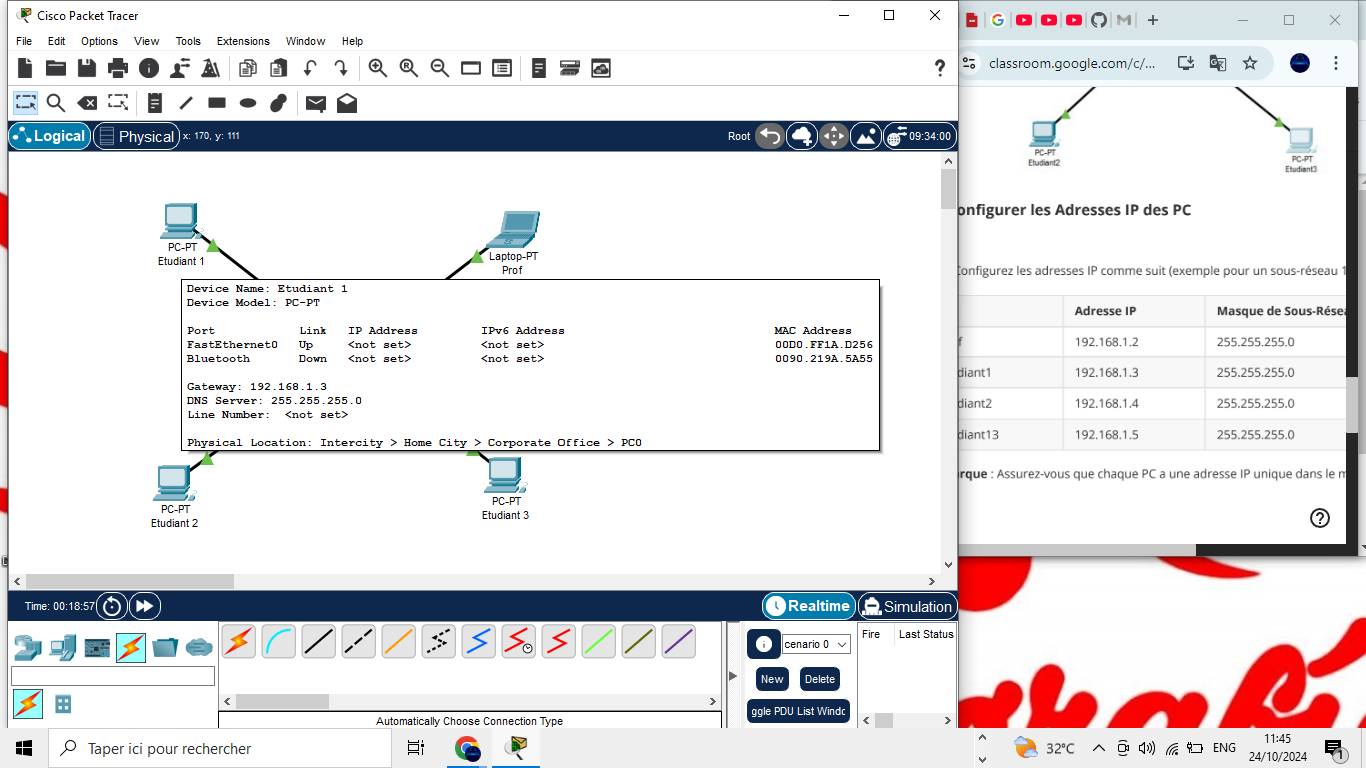 Cisco Packet Tracer
File Edit Options View Tools Extensions Window Help
Logical Physical x: 170, y: 111 Root 09:34:00
PC-PT
Etudiant 1
Laptop-PT
Prof
Device Name: Etudiant 1
Device Model: PC-PT
Port Link IP Address IPv6 Address MAC Address
FastEthernet0 Up <not set> <not set> 00D0.FF1A.D256
Bluetooth Down <not set> <not set> 0090.219A.5A55
Gateway: 192.168.1.3
DNS Server: 255.255.255.0
Line Number: <not set>
Physical Location: Intercity > Home City > Corporate Office > PC0
PC-PT
Etudiant 2
PC-PT
Etudiant 3
Time: 00:18:57 Realtime Simulation
cenario 0
New Delete
ggle PDU List Windo
Fire Last Status
Automatically Choose Connection Type
classroom.google.com/c/...
PC-PT
Etudiant2
PC-PT
Etudiant3
onfigurer les Adresses IP des PC
Configurez les adresses IP comme suit (exemple pour un sous-réseau 1
Adresse IP Masque de Sous-Résea
f 192.168.1.2 255.255.255.0
diant1 192.168.1.3 255.255.255.0
diant2 192.168.1.4 255.255.255.0
diant13 192.168.1.5 255.255.255.0
rque : Assurez-vous que chaque PC a une adresse IP unique dans le m
Taper ici pour rechercher
32°C
ENG
11:45
24/10/2024
1